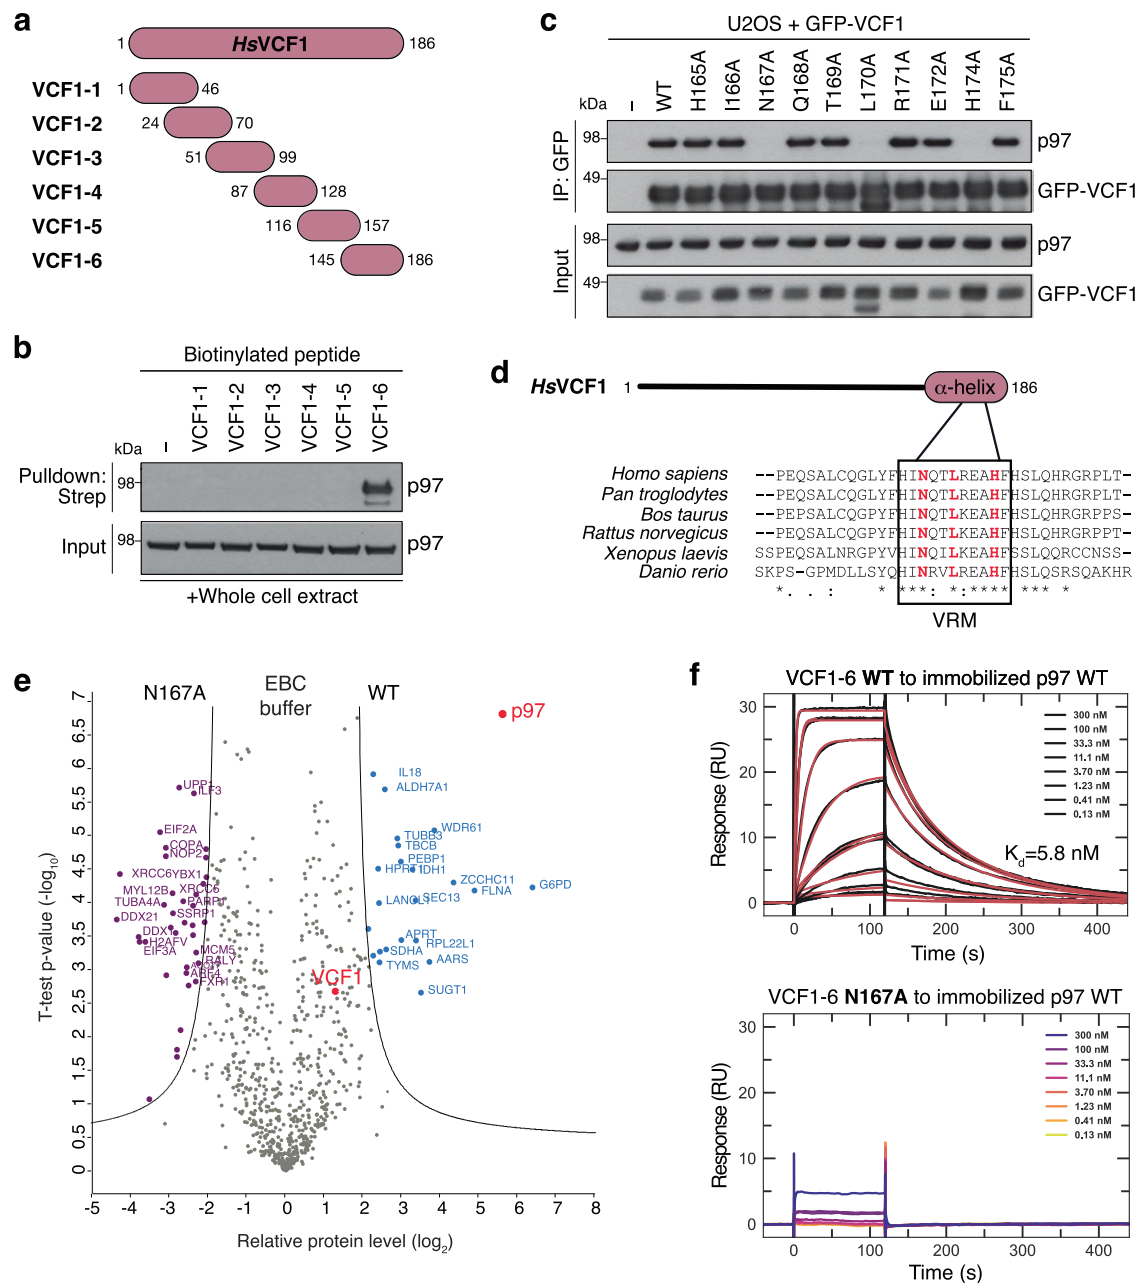 a
1 HsVCF1 186
VCF1-1 1 46
VCF1-2 24 70
VCF1-3 51 99
VCF1-4 87 128
VCF1-5 116 157
VCF1-6 145 186
b
Biotinylated peptide
– VCF1-1 VCF1-2 VCF1-3 VCF1-4 VCF1-5 VCF1-6
kDa
Pulldown: Strep 98 p97
Input 98 p97
+Whole cell extract
c
U2OS + GFP-VCF1
– WT H165A I166A N167A Q168A T169A L170A R171A E172A H174A F175A
kDa
IP: GFP
98 p97
49 GFP-VCF1
Input
98 p97
49 GFP-VCF1
d
HsVCF1 1 α-helix 186
Homo sapiens --PEQSALCQGLYFHINQTLREAHFHSLQHRGRPLT-
Pan troglodytes --PEQSALCQGLYFHINQTLREAHFHSLQHRGRPLT-
Bos taurus --PEPSALCQGPYFHINQTLKEAHFHSLQHRGRPPS-
Rattus norvegicus --PEQSALCQGLYFHINQTLREAHFHSLQHRGRPPT-
Xenopus laevis SSPEQSALNRGPYVHINQILKEAHFSSLQQRCCNSS-
Danio rerio SKPS-GPMDLLSYQHINRVLREAHFHSLQSRSQAKHR
*. . : * ***: *:***** *** *
VRM
e
N167A
EBC buffer
WT
p97
UPP1
ILF3
EIF2A
COPA
NOP2
XRCC6
YBX1
MYL12B
XRCC5
TUBA4A
PARP1
DDX21
SSRP1
DDX1
H2AFV
EIF3A
MCM5
RALY
ARF4
FXR1
VCF1
IL18
ALDH7A1
WDR61
TUBB3
TBCB
PEBP1
HPRT1
IDH1
ZCCHC11
FLNA
G6PD
LANCL1
SEC13
APRT
RPL22L1
SDHA
AARS
TYMS
SUGT1
T-test p-value (-log10)
7
6.5
6
5.5
5
4.5
4
3.5
3
2.5
2
1.5
1
0.5
0
-5 -4 -3 -2 -1 0 1 2 3 4 5 6 7 8
Relative protein level (log2)
f
VCF1-6 WT to immobilized p97 WT
Response (RU)
30
20
10
0
300 nM
100 nM
33.3 nM
11.1 nM
3.70 nM
1.23 nM
0.41 nM
0.13 nM
Kd=5.8 nM
0 100 200 300 400
Time (s)
VCF1-6 N167A to immobilized p97 WT
Response (RU)
30
20
10
0
300 nM
100 nM
33.3 nM
11.1 nM
3.70 nM
1.23 nM
0.41 nM
0.13 nM
0 100 200 300 400
Time (s)